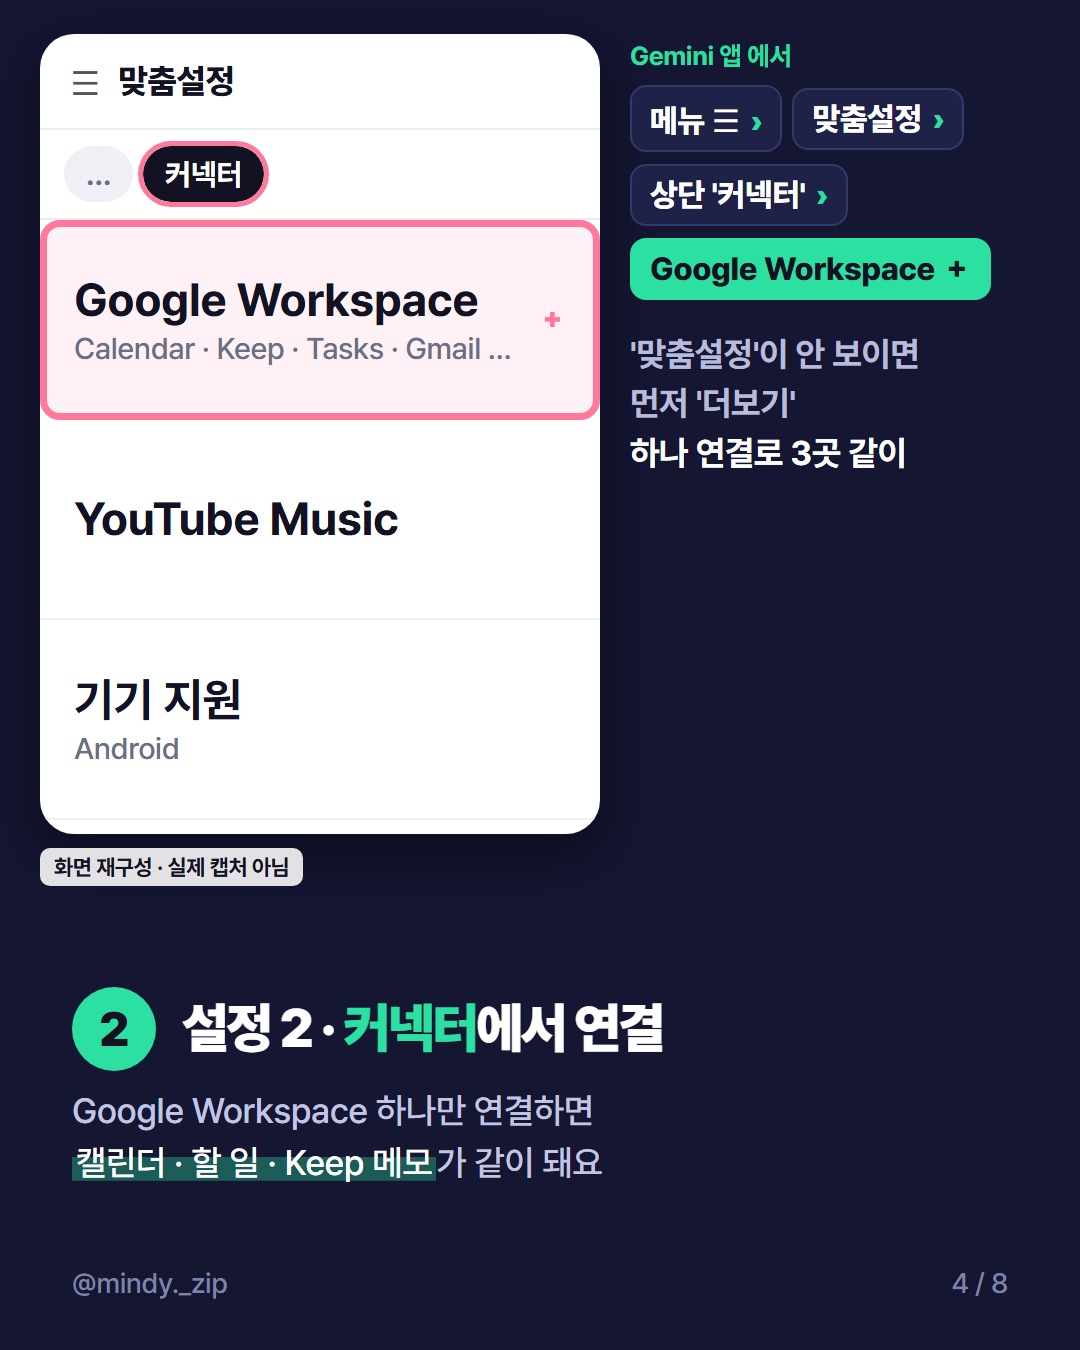 ☰ 맞춤설정
... 커넥터
Google Workspace +
Calendar · Keep · Tasks · Gmail ...
YouTube Music
기기 지원
Android
화면 재구성 · 실제 캡처 아님
Gemini 앱 에서
메뉴 ☰ › 맞춤설정 ›
상단 '커넥터' ›
Google Workspace +
'맞춤설정'이 안 보이면
먼저 '더보기'
하나 연결로 3곳 같이
2 설정 2 · 커넥터에서 연결
Google Workspace 하나만 연결하면
캘린더 · 할 일 · Keep 메모가 같이 돼요
@mindy._zip 4 / 8